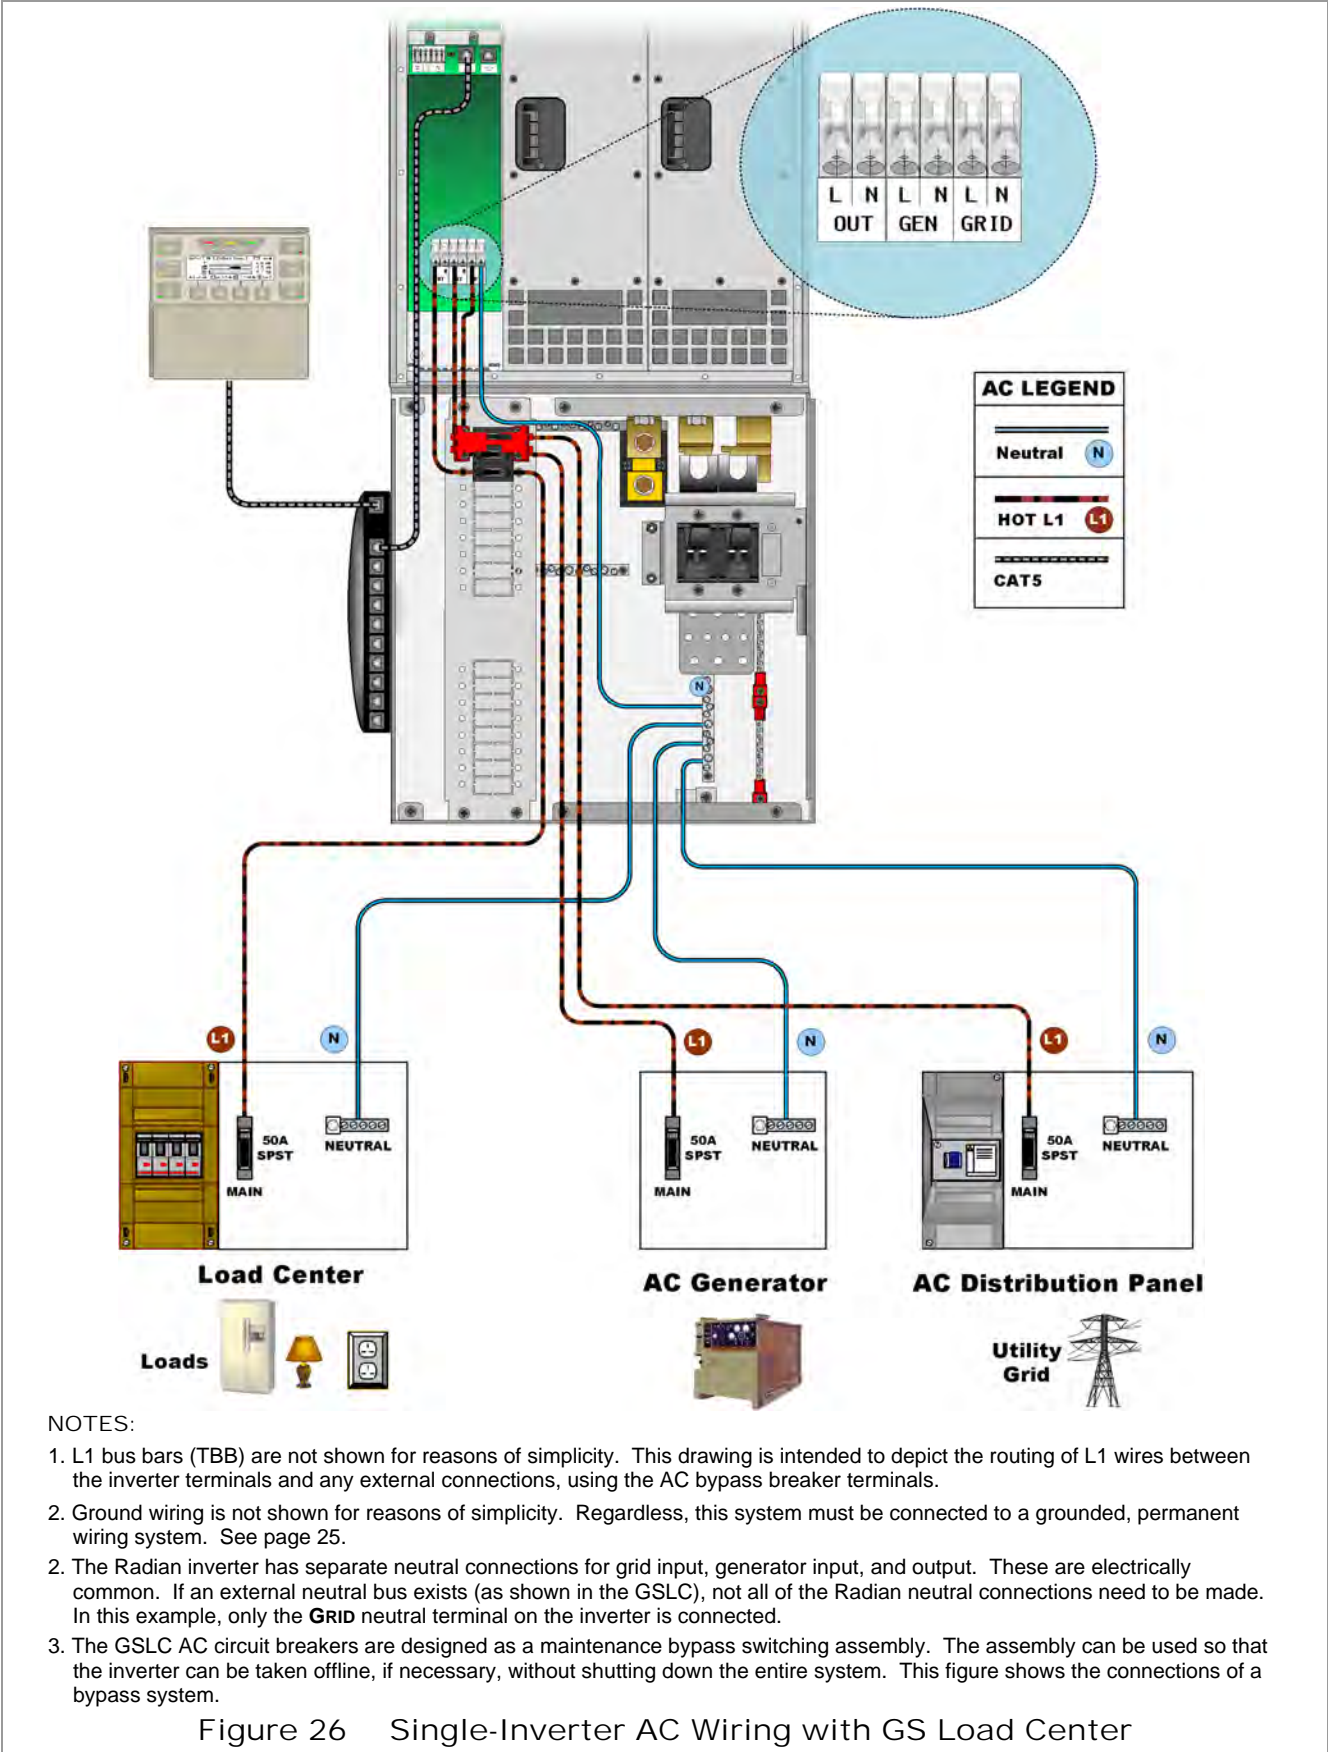 L N L N L N
OUT GEN GRID
AC LEGEND
Neutral N
HOT L1 L1
CAT5
N
L1 N L1 N L1 N
50A
SPST
NEUTRAL
MAIN
50A
SPST
NEUTRAL
MAIN
50A
SPST
NEUTRAL
MAIN
Load Center
AC Generator
AC Distribution Panel
Loads
Utility
Grid
NOTES:
1. L1 bus bars (TBB) are not shown for reasons of simplicity. This drawing is intended to depict the routing of L1 wires between
the inverter terminals and any external connections, using the AC bypass breaker terminals.
2. Ground wiring is not shown for reasons of simplicity. Regardless, this system must be connected to a grounded, permanent
wiring system. See page 25.
2. The Radian inverter has separate neutral connections for grid input, generator input, and output. These are electrically
common. If an external neutral bus exists (as shown in the GSLC), not all of the Radian neutral connections need to be made.
In this example, only the GRID neutral terminal on the inverter is connected.
3. The GSLC AC circuit breakers are designed as a maintenance bypass switching assembly. The assembly can be used so that
the inverter can be taken offline, if necessary, without shutting down the entire system. This figure shows the connections of a
bypass system.
Figure 26 Single-Inverter AC Wiring with GS Load Center